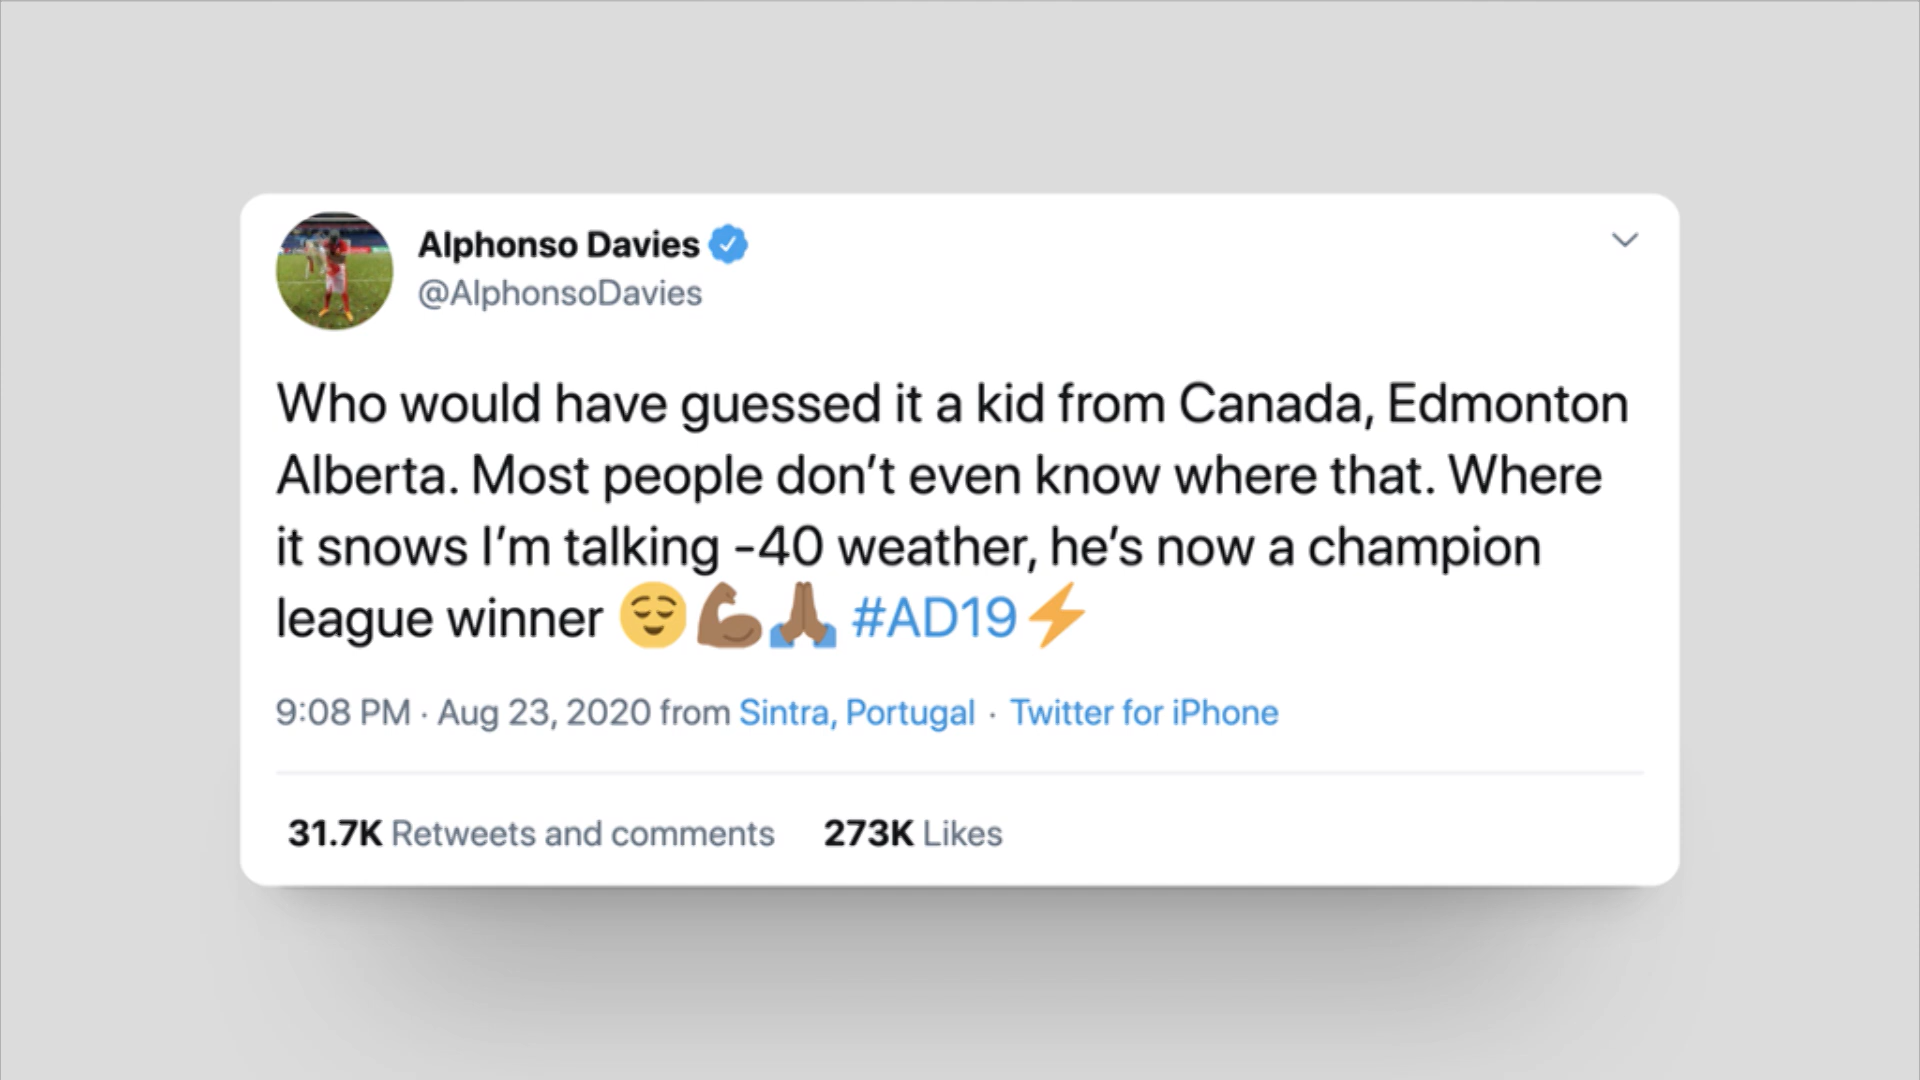 Alphonso Davies
@AlphonsoDavies
Who would have guessed it a kid from Canada, Edmonton
Alberta. Most people don’t even know where that. Where
it snows I’m talking -40 weather, he’s now a champion
league winner 😌💪🏾🙏🏾 #AD19⚡
9:08 PM · Aug 23, 2020 from Sintra, Portugal · Twitter for iPhone
31.7K Retweets and comments 273K Likes